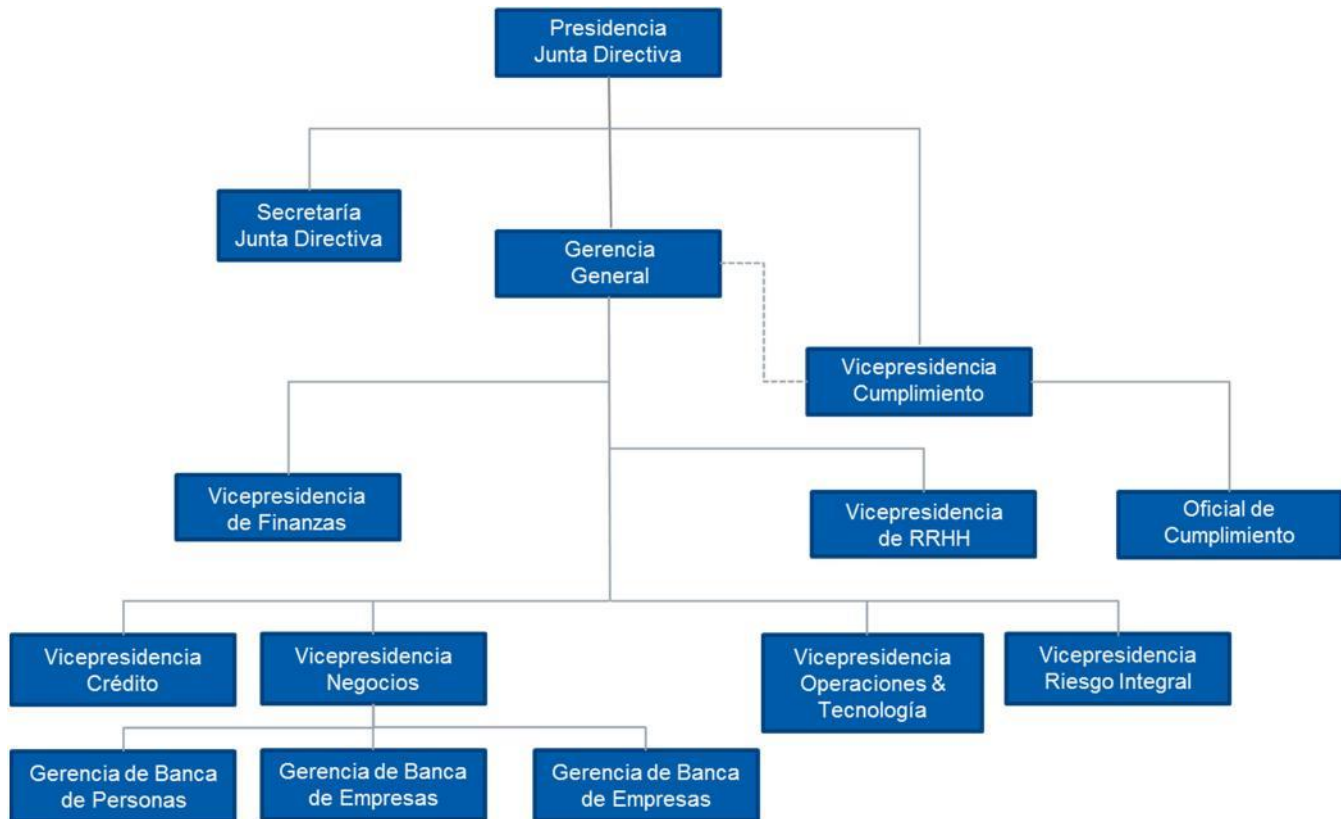 Presidencia
Junta Directiva
Secretaría
Junta Directiva
Gerencia
General
Vicepresidencia
Cumplimiento
Vicepresidencia
de Finanzas
Vicepresidencia
de RRHH
Oficial de
Cumplimiento
Vicepresidencia
Crédito
Vicepresidencia
Negocios
Vicepresidencia
Operaciones &
Tecnología
Vicepresidencia
Riesgo Integral
Gerencia de Banca
de Personas
Gerencia de Banca
de Empresas
Gerencia de Banca
de Empresas